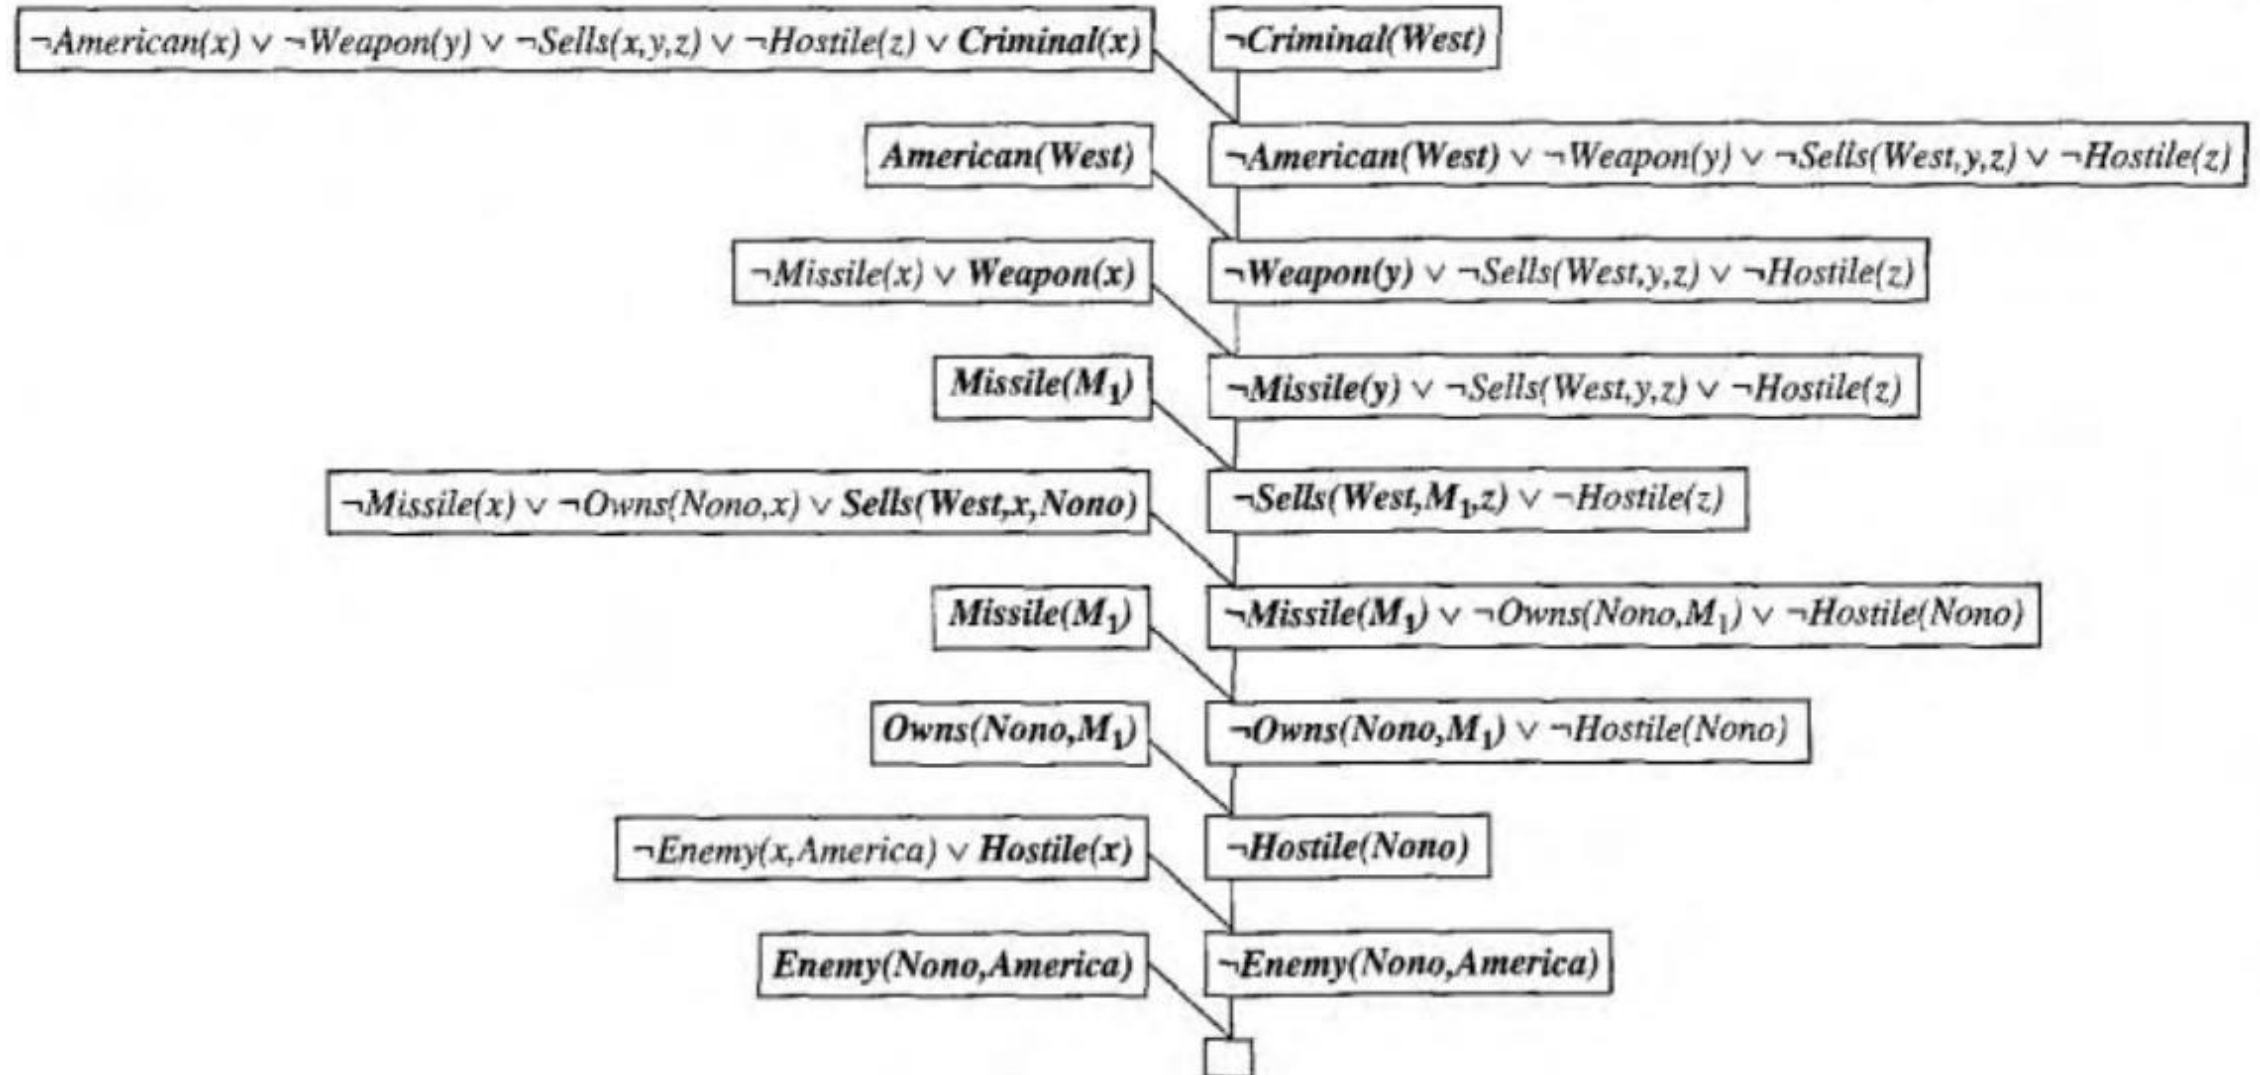 ¬American(x) ∨ ¬Weapon(y) ∨ ¬Sells(x,y,z) ∨ ¬Hostile(z) ∨ Criminal(x) ¬Criminal(West)
American(West) ¬American(West) ∨ ¬Weapon(y) ∨ ¬Sells(West,y,z) ∨ ¬Hostile(z)
¬Missile(x) ∨ Weapon(x) ¬Weapon(y) ∨ ¬Sells(West,y,z) ∨ ¬Hostile(z)
Missile(M₁) ¬Missile(y) ∨ ¬Sells(West,y,z) ∨ ¬Hostile(z)
¬Missile(x) ∨ ¬Owns(Nono,x) ∨ Sells(West,x,Nono) ¬Sells(West,M₁,z) ∨ ¬Hostile(z)
Missile(M₁) ¬Missile(M₁) ∨ ¬Owns(Nono,M₁) ∨ ¬Hostile(Nono)
Owns(Nono,M₁) ¬Owns(Nono,M₁) ∨ ¬Hostile(Nono)
¬Enemy(x,America) ∨ Hostile(x) ¬Hostile(Nono)
Enemy(Nono,America) ¬Enemy(Nono,America)